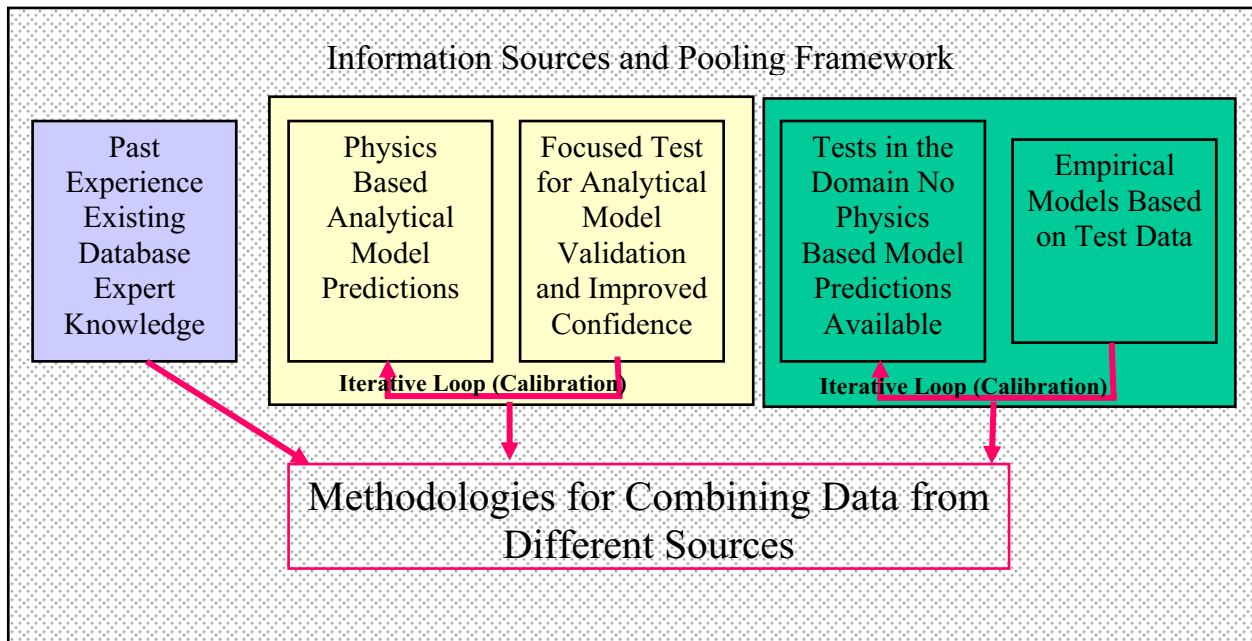 Information Sources and Pooling Framework
Past
Experience
Existing
Database
Expert
Knowledge
Physics
Based
Analytical
Model
Predictions
Focused Test
for Analytical
Model
Validation
and Improved
Confidence
Iterative Loop (Calibration)
Tests in the
Domain No
Physics
Based Model
Predictions
Available
Empirical
Models Based
on Test Data
Iterative Loop (Calibration)
Methodologies for Combining Data from
Different Sources